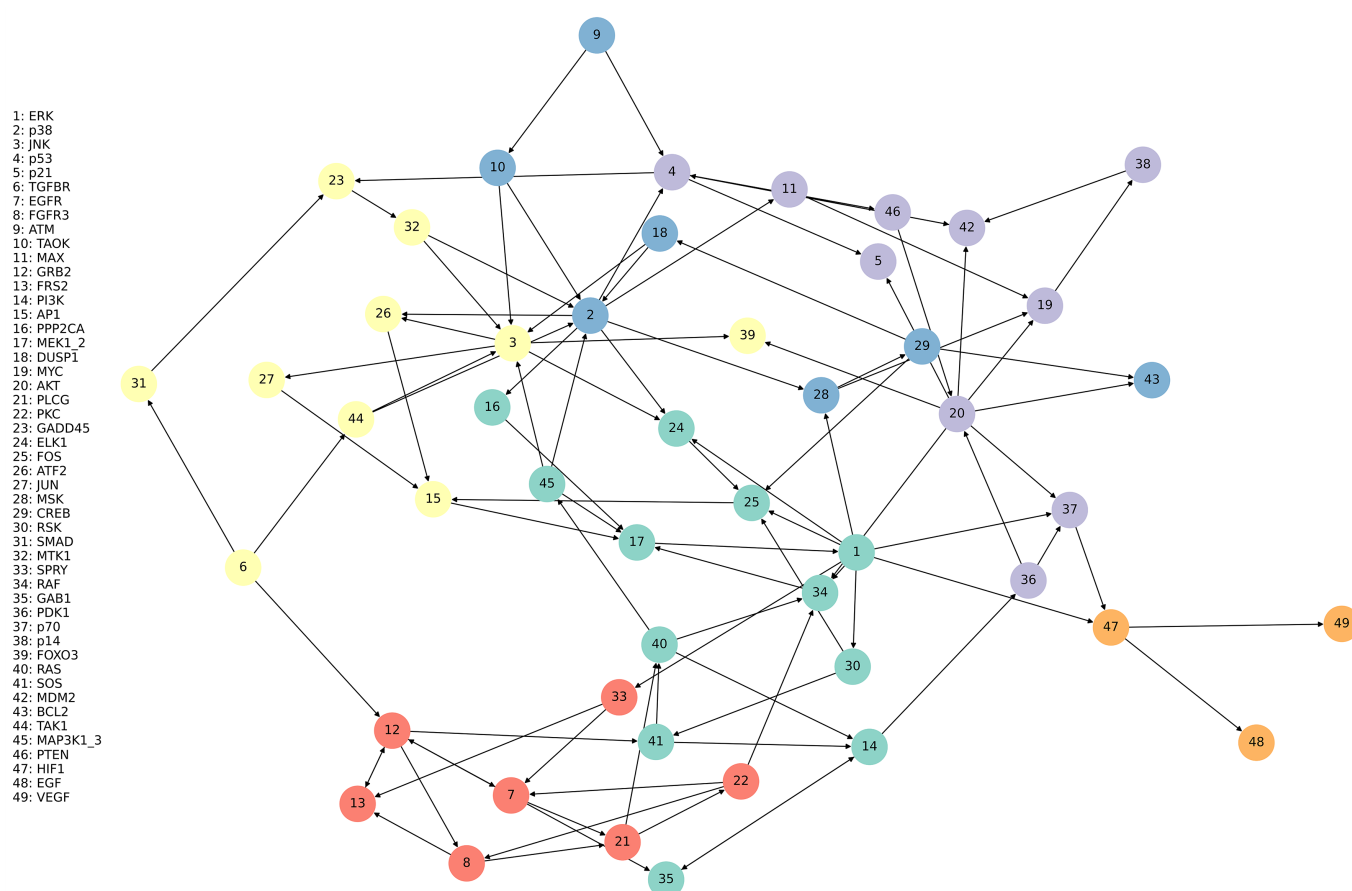 1: ERK
2: p38
3: JNK
4: p53
5: p21
6: TGFBR
7: EGFR
8: FGFR3
9: ATM
10: TAOK
11: MAX
12: GRB2
13: FRS2
14: PI3K
15: AP1
16: PPP2CA
17: MEK1_2
18: DUSP1
19: MYC
20: AKT
21: PLCG
22: PKC
23: GADD45
24: ELK1
25: FOS
26: ATF2
27: JUN
28: MSK
29: CREB
30: RSK
31: SMAD
32: MTK1
33: SPRY
34: RAF
35: GAB1
36: PDK1
37: p70
38: p14
39: FOXO3
40: RAS
41: SOS
42: MDM2
43: BCL2
44: TAK1
45: MAP3K1_3
46: PTEN
47: HIF1
48: EGF
49: VEGF
9
10
4
38
23
11
46
32
18
42
5
19
26
2
39
3
29
31
27
28
43
16
44
20
24
45
15
25
37
17
1
6
36
34
47
49
40
30
33
12
41
14
48
22
7
13
21
8
35